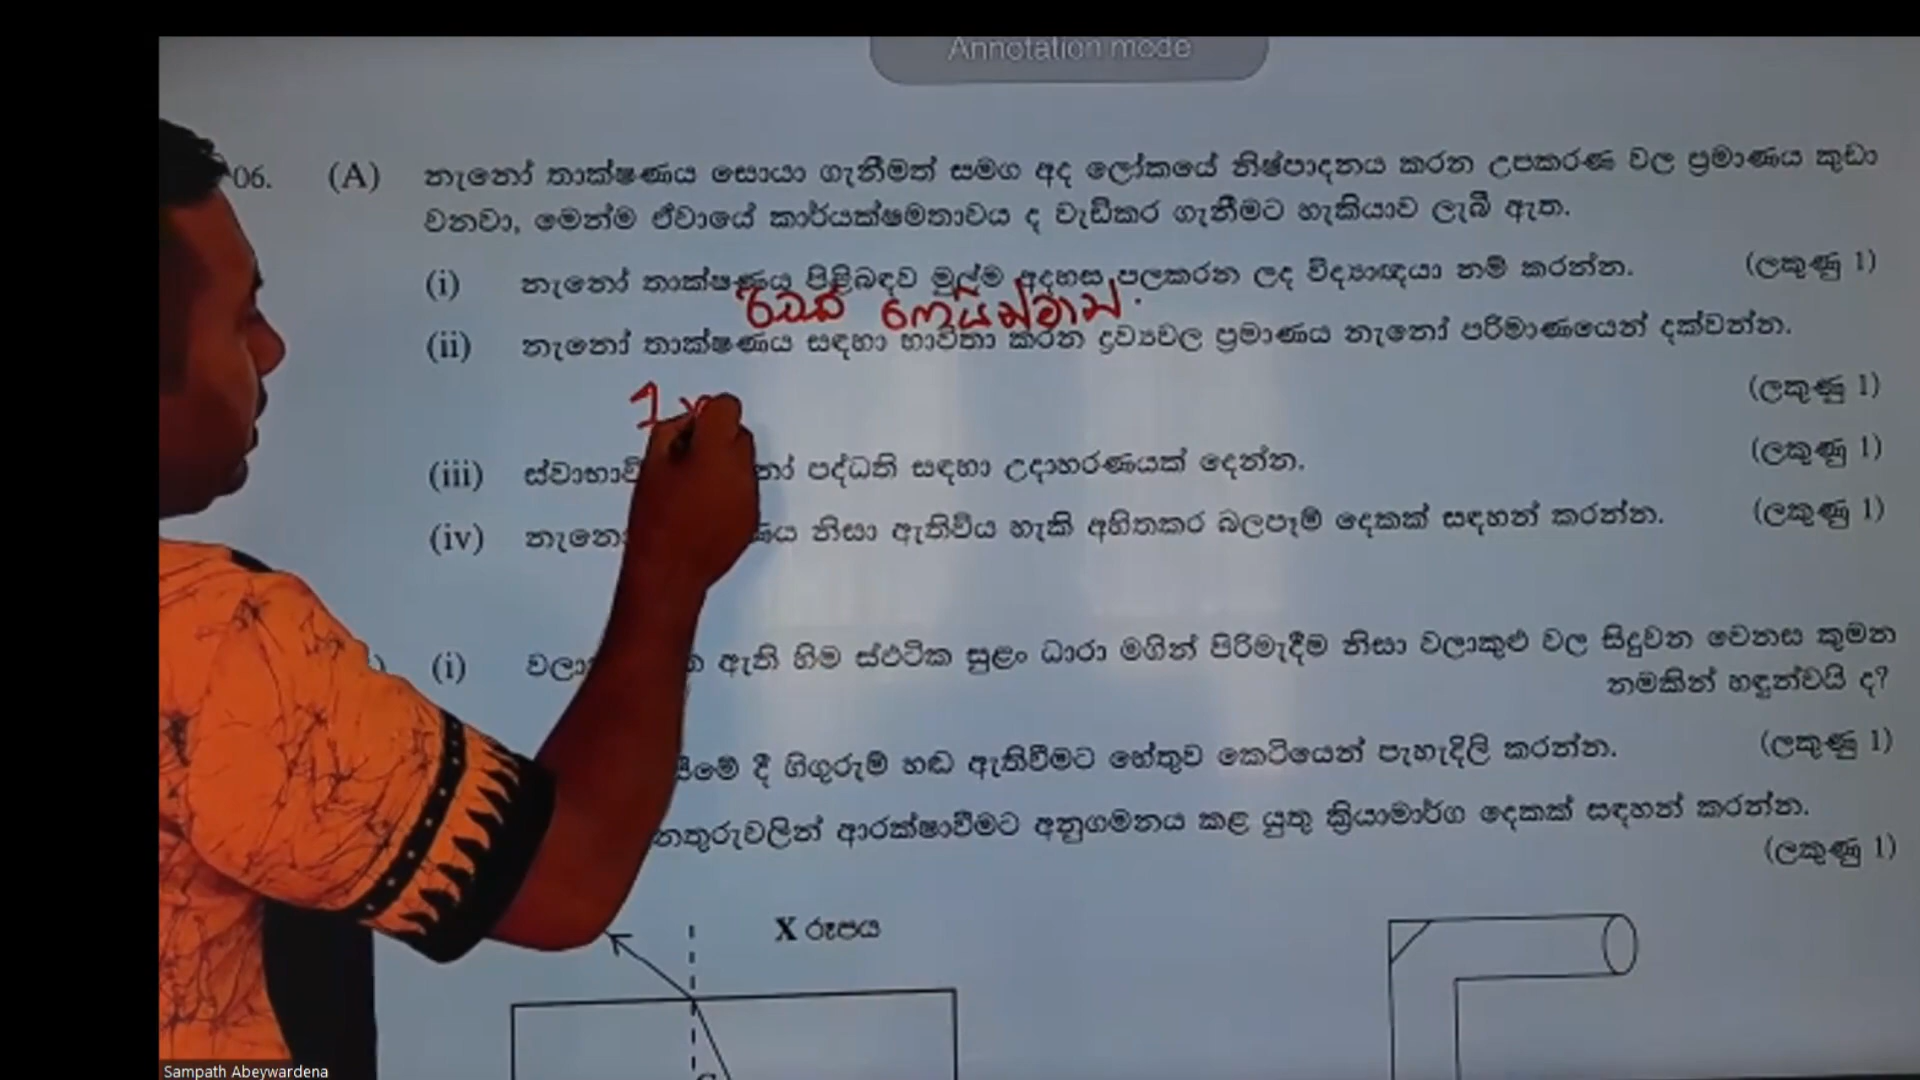 Annotation mode
06. (A) නැනෝ තාක්ෂණය සොයා ගැනීමත් සමග අද ලෝකයේ නිෂ්පාදනය කරන උපකරණ වල ප්‍රමාණය කුඩා
වනවා, මෙන්ම ඒවායේ කාර්යක්ෂමතාවය ද වැඩිකර ගැනීමට හැකියාව ලැබී ඇත.
(i) නැනෝ තාක්ෂණය පිළිබඳව මුල්ම අදහස පලකරන ලද විද්‍යාඥයා නම් කරන්න. (ලකුණු 1)
රිචඩ් ෆෙයින්මාන්.
(ii) නැනෝ තාක්ෂණය සඳහා භාවිතා කරන ද්‍රව්‍යවල ප්‍රමාණය නැනෝ පරිමාණයෙන් දක්වන්න.
(ලකුණු 1)
1
(iii) පද්ධති සඳහා උදාහරණයක් දෙන්න. (ලකුණු 1)
(iv) නිසා ඇතිවිය හැකි අහිතකර බලපෑම් දෙකක් සඳහන් කරන්න. (ලකුණු 1)
(i) ඇති හිම ස්ඵටික සුළං ධාරා මගින් පිරිමැදීම නිසා වලාකුළු වල සිදුවන වෙනස කුමන
නමකින් හඳුන්වයි ද?
දී ගිගුරුම් හඬ ඇතිවීමට හේතුව කෙටියෙන් පැහැදිලි කරන්න. (ලකුණු 1)
ආරක්ෂාවීමට අනුගමනය කළ යුතු ක්‍රියාමාර්ග දෙකක් සඳහන් කරන්න.
(ලකුණු 1)
X රූපය
Sampath Abeywardena